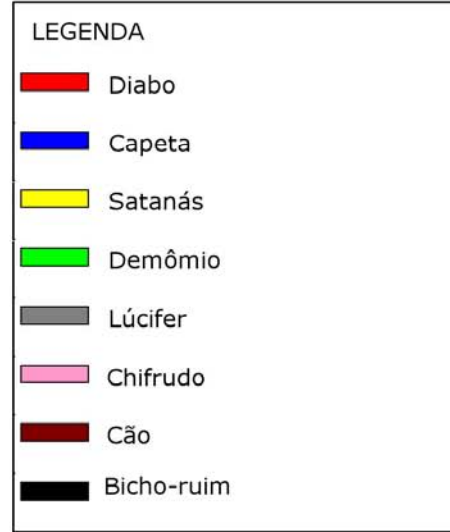 LEGENDA
Diabo
Capeta
Satanás
Demômio
Lúcifer
Chifrudo
Cão
Bicho-ruim